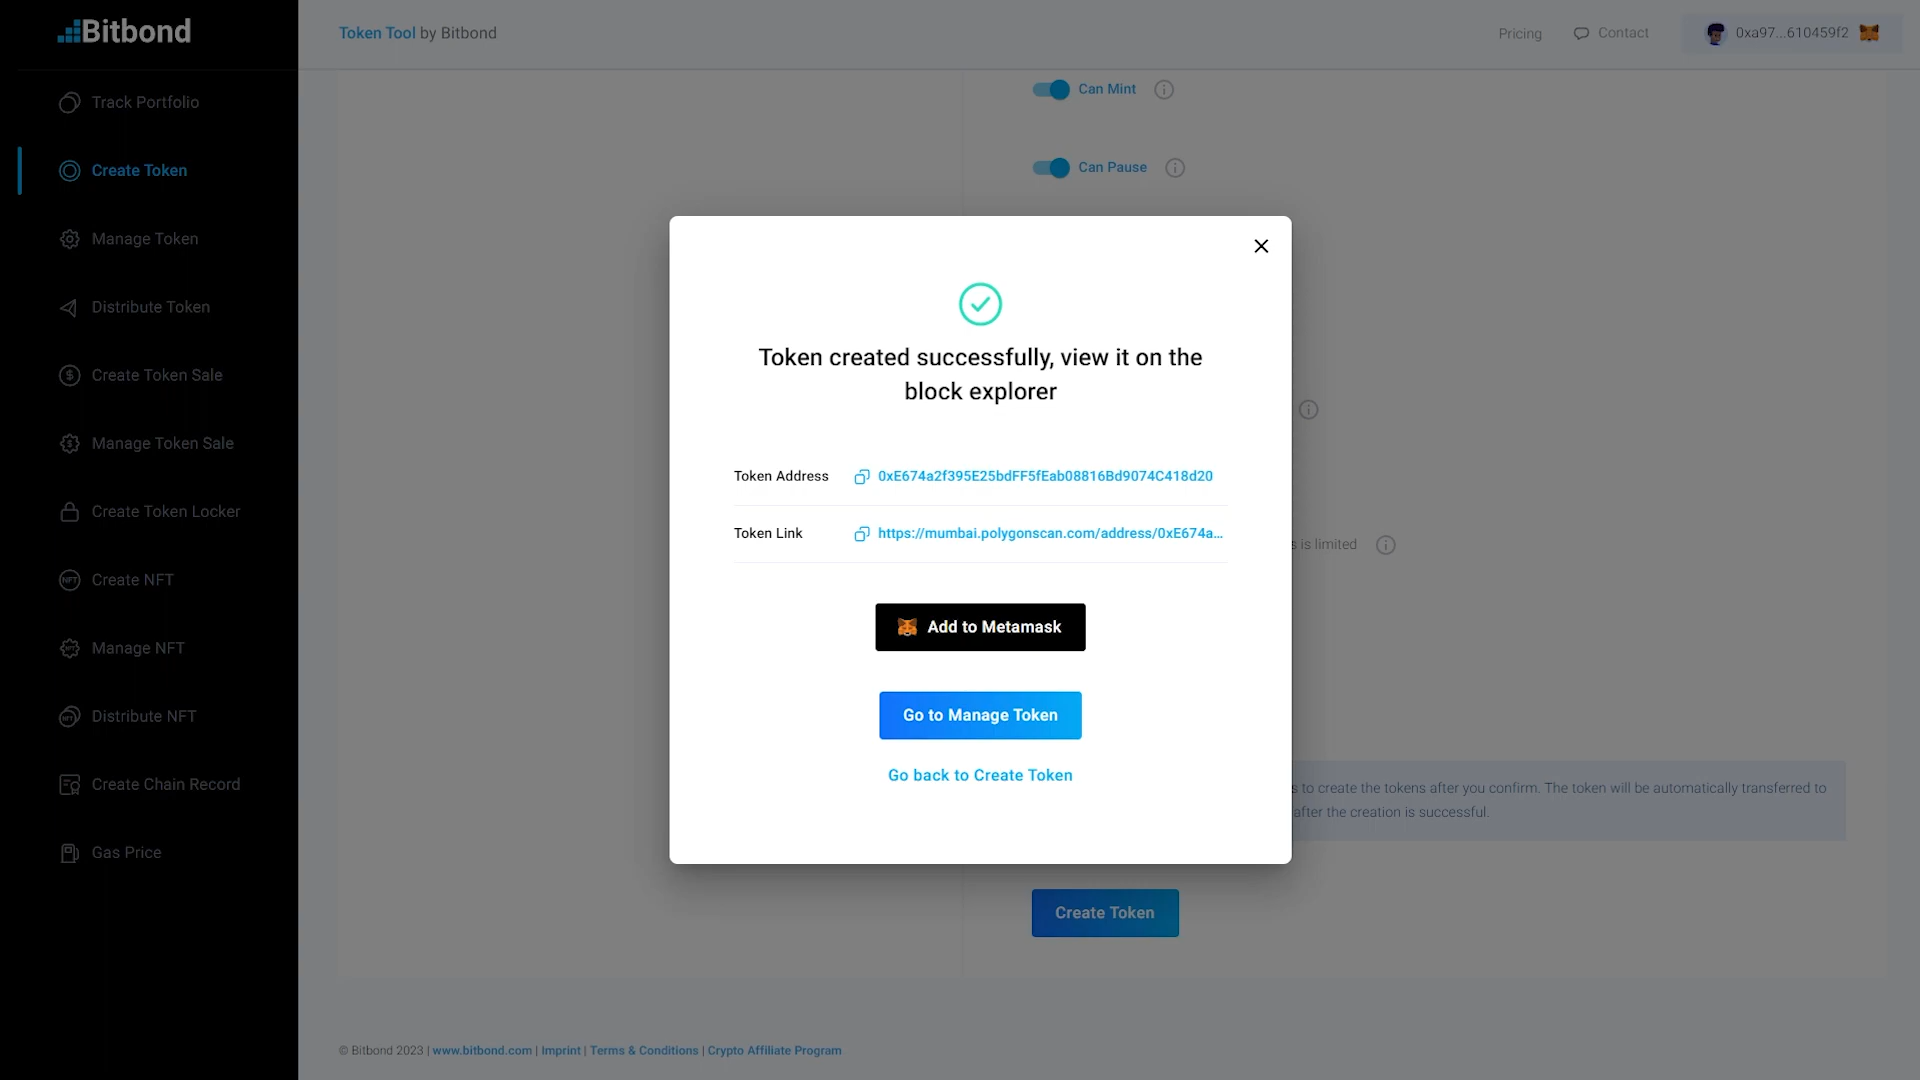 Bitbond
Token Tool by Bitbond
Pricing
Contact
0xa97...610459f2
Track Portfolio
Create Token
Manage Token
Distribute Token
Create Token Sale
Manage Token Sale
Create Token Locker
Create NFT
Manage NFT
Distribute NFT
Create Chain Record
Gas Price
Can Mint
Can Pause
Token created successfully, view it on the
block explorer
Token Address
0xE674a2f395E25bdFF5fEab08816Bd9074C418d20
Token Link
https://mumbai.polygonscan.com/address/0xE674a...
Add to Metamask
Go to Manage Token
Go back to Create Token
s is limited
s to create the tokens after you confirm. The token will be automatically transferred to
after the creation is successful.
Create Token
© Bitbond 2023 | www.bitbond.com | Imprint | Terms & Conditions | Crypto Affiliate Program